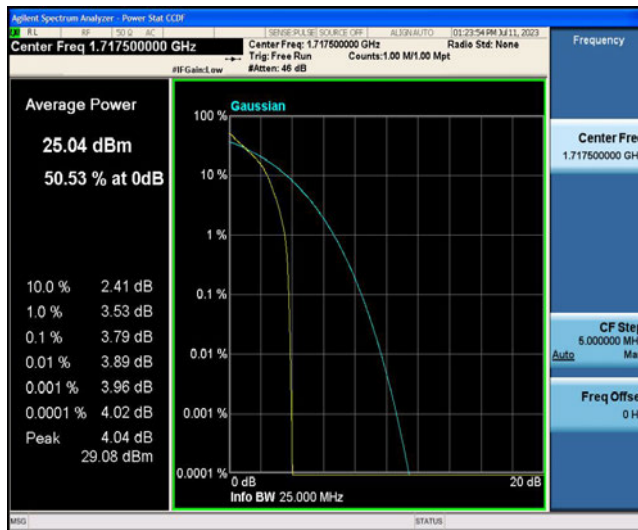 Agilent Spectrum Analyzer - Power Stat CCDF
RL RF 50 Ω AC SENSE:PULSE SOURCE OFF ALIGN AUTO 01:23:54 PM Jul 11, 2023
Center Freq 1.717500000 GHz
Center Freq: 1.717500000 GHz Radio Std: None
Trig: Free Run Counts:1.00 M/1.00 Mpt
#IFGain:Low #Atten: 46 dB
Frequency
Average Power
25.04 dBm
50.53 % at 0dB
10.0 % 2.41 dB
1.0 % 3.53 dB
0.1 % 3.79 dB
0.01 % 3.89 dB
0.001 % 3.96 dB
0.0001 % 4.02 dB
Peak 4.04 dB
29.08 dBm
Gaussian
100 %
10 %
1 %
0.1 %
0.01 %
0.001 %
0.0001 %
0 dB 20 dB
Info BW 25.000 MHz
Center Fre
1.717500000 GH
CF Step
5.000000 MH
Auto Ma
Freq Offse
0 H
MSG STATUS